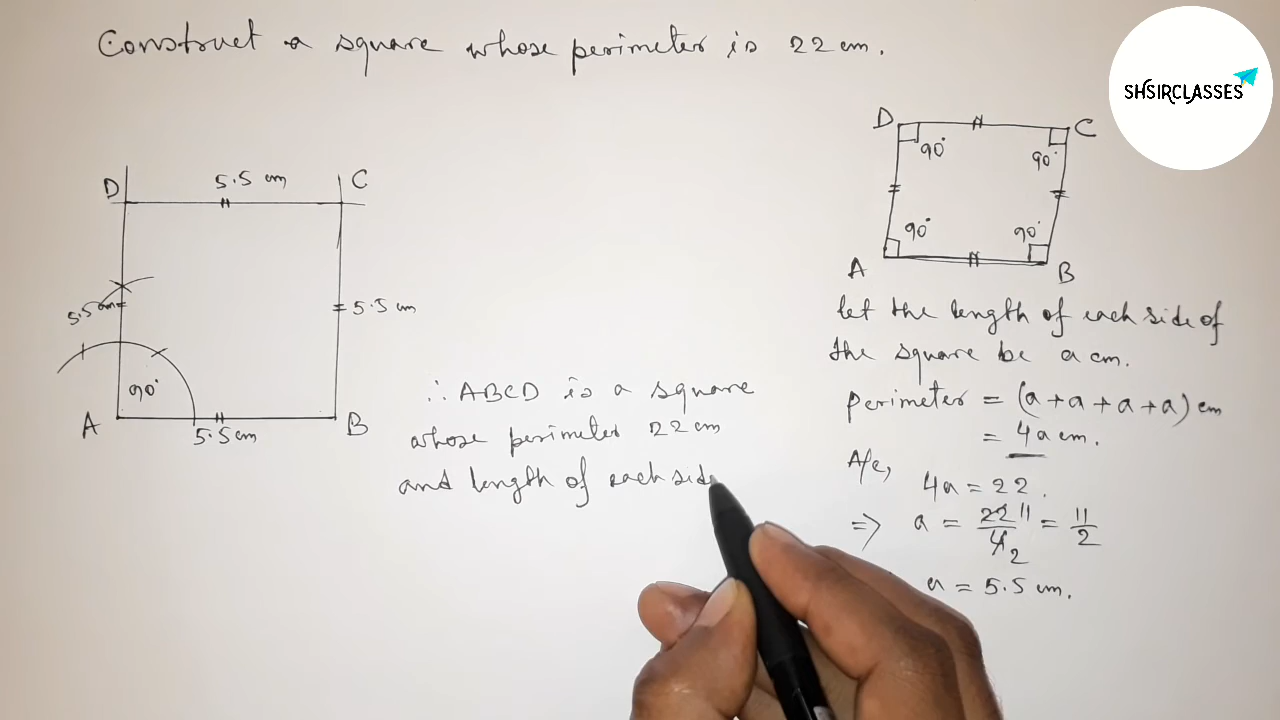 Construct a square whose perimeter is 22 cm.
SHSIRCLASSES
D 5.5 cm C
5.5 cm
5.5 cm
90°
A 5.5 cm B
∴ ABCD is a square
whose perimeter 22 cm
and length of each side
D C
90° 90°
90° 90°
A B
let the length of each side of
the square be a cm.
perimeter = (a+a+a+a) cm
= 4a cm.
A/c,
4a = 22.
⇒ a = 22/4 11/2 = 11/2
a = 5.5 cm.